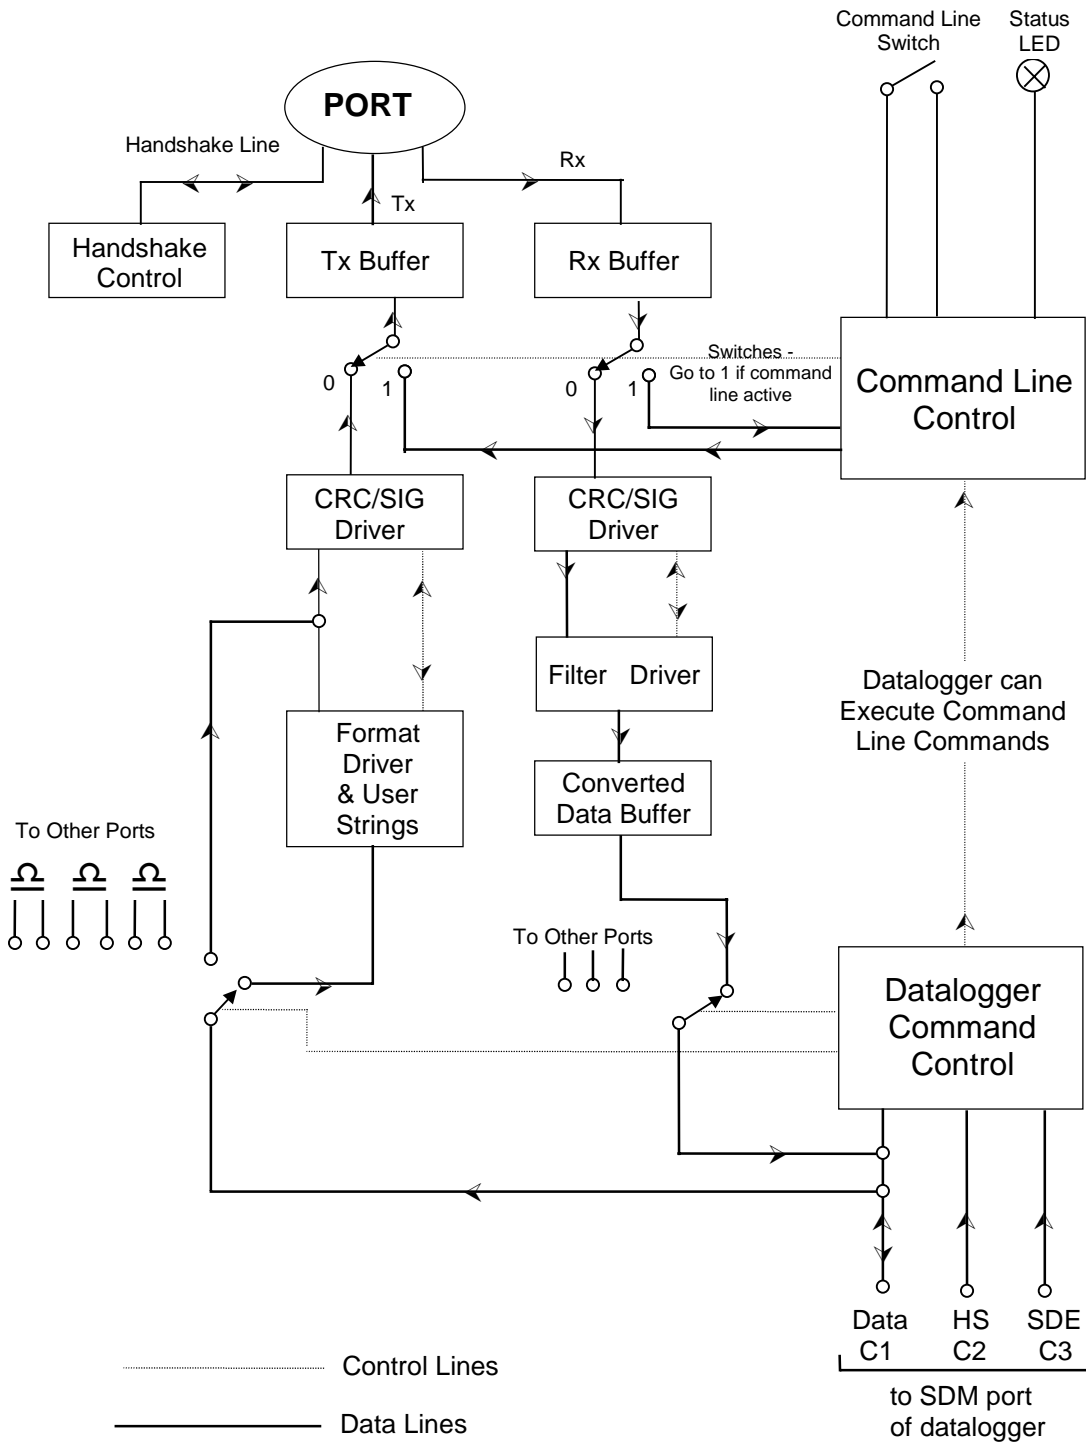 Command Line
Switch
Status
LED
PORT
Handshake Line
Rx
Tx
Handshake
Control
Tx Buffer
Rx Buffer
Switches -
Go to 1 if command
line active
0
1
0
1
Command Line
Control
CRC/SIG
Driver
CRC/SIG
Driver
Filter Driver
Format
Driver
& User
Strings
Converted
Data Buffer
Datalogger can
Execute Command
Line Commands
To Other Ports
To Other Ports
Datalogger
Command
Control
Data
C1
HS
C2
SDE
C3
to SDM port
of datalogger
Control Lines
Data Lines